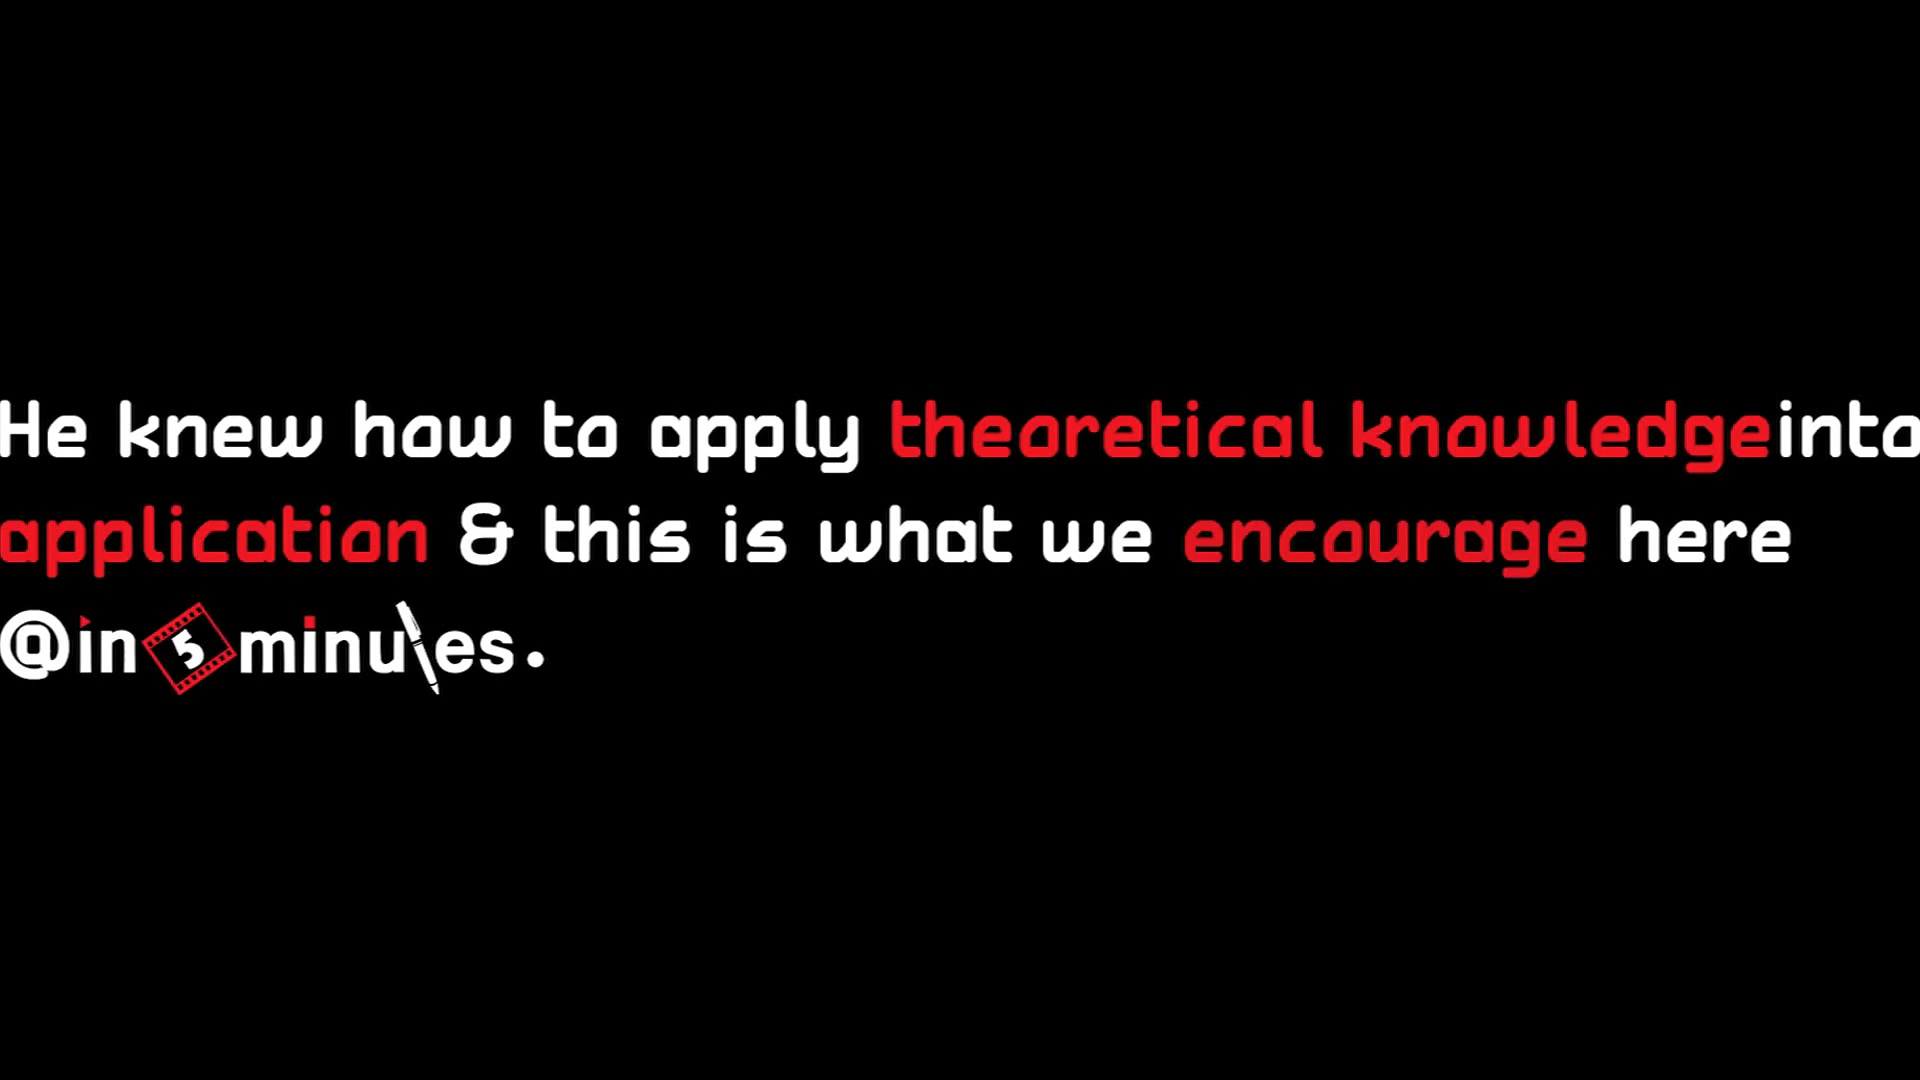 He knew how to apply theoretical knowledgeinto
application & this is what we encourage here
@in5minutes.